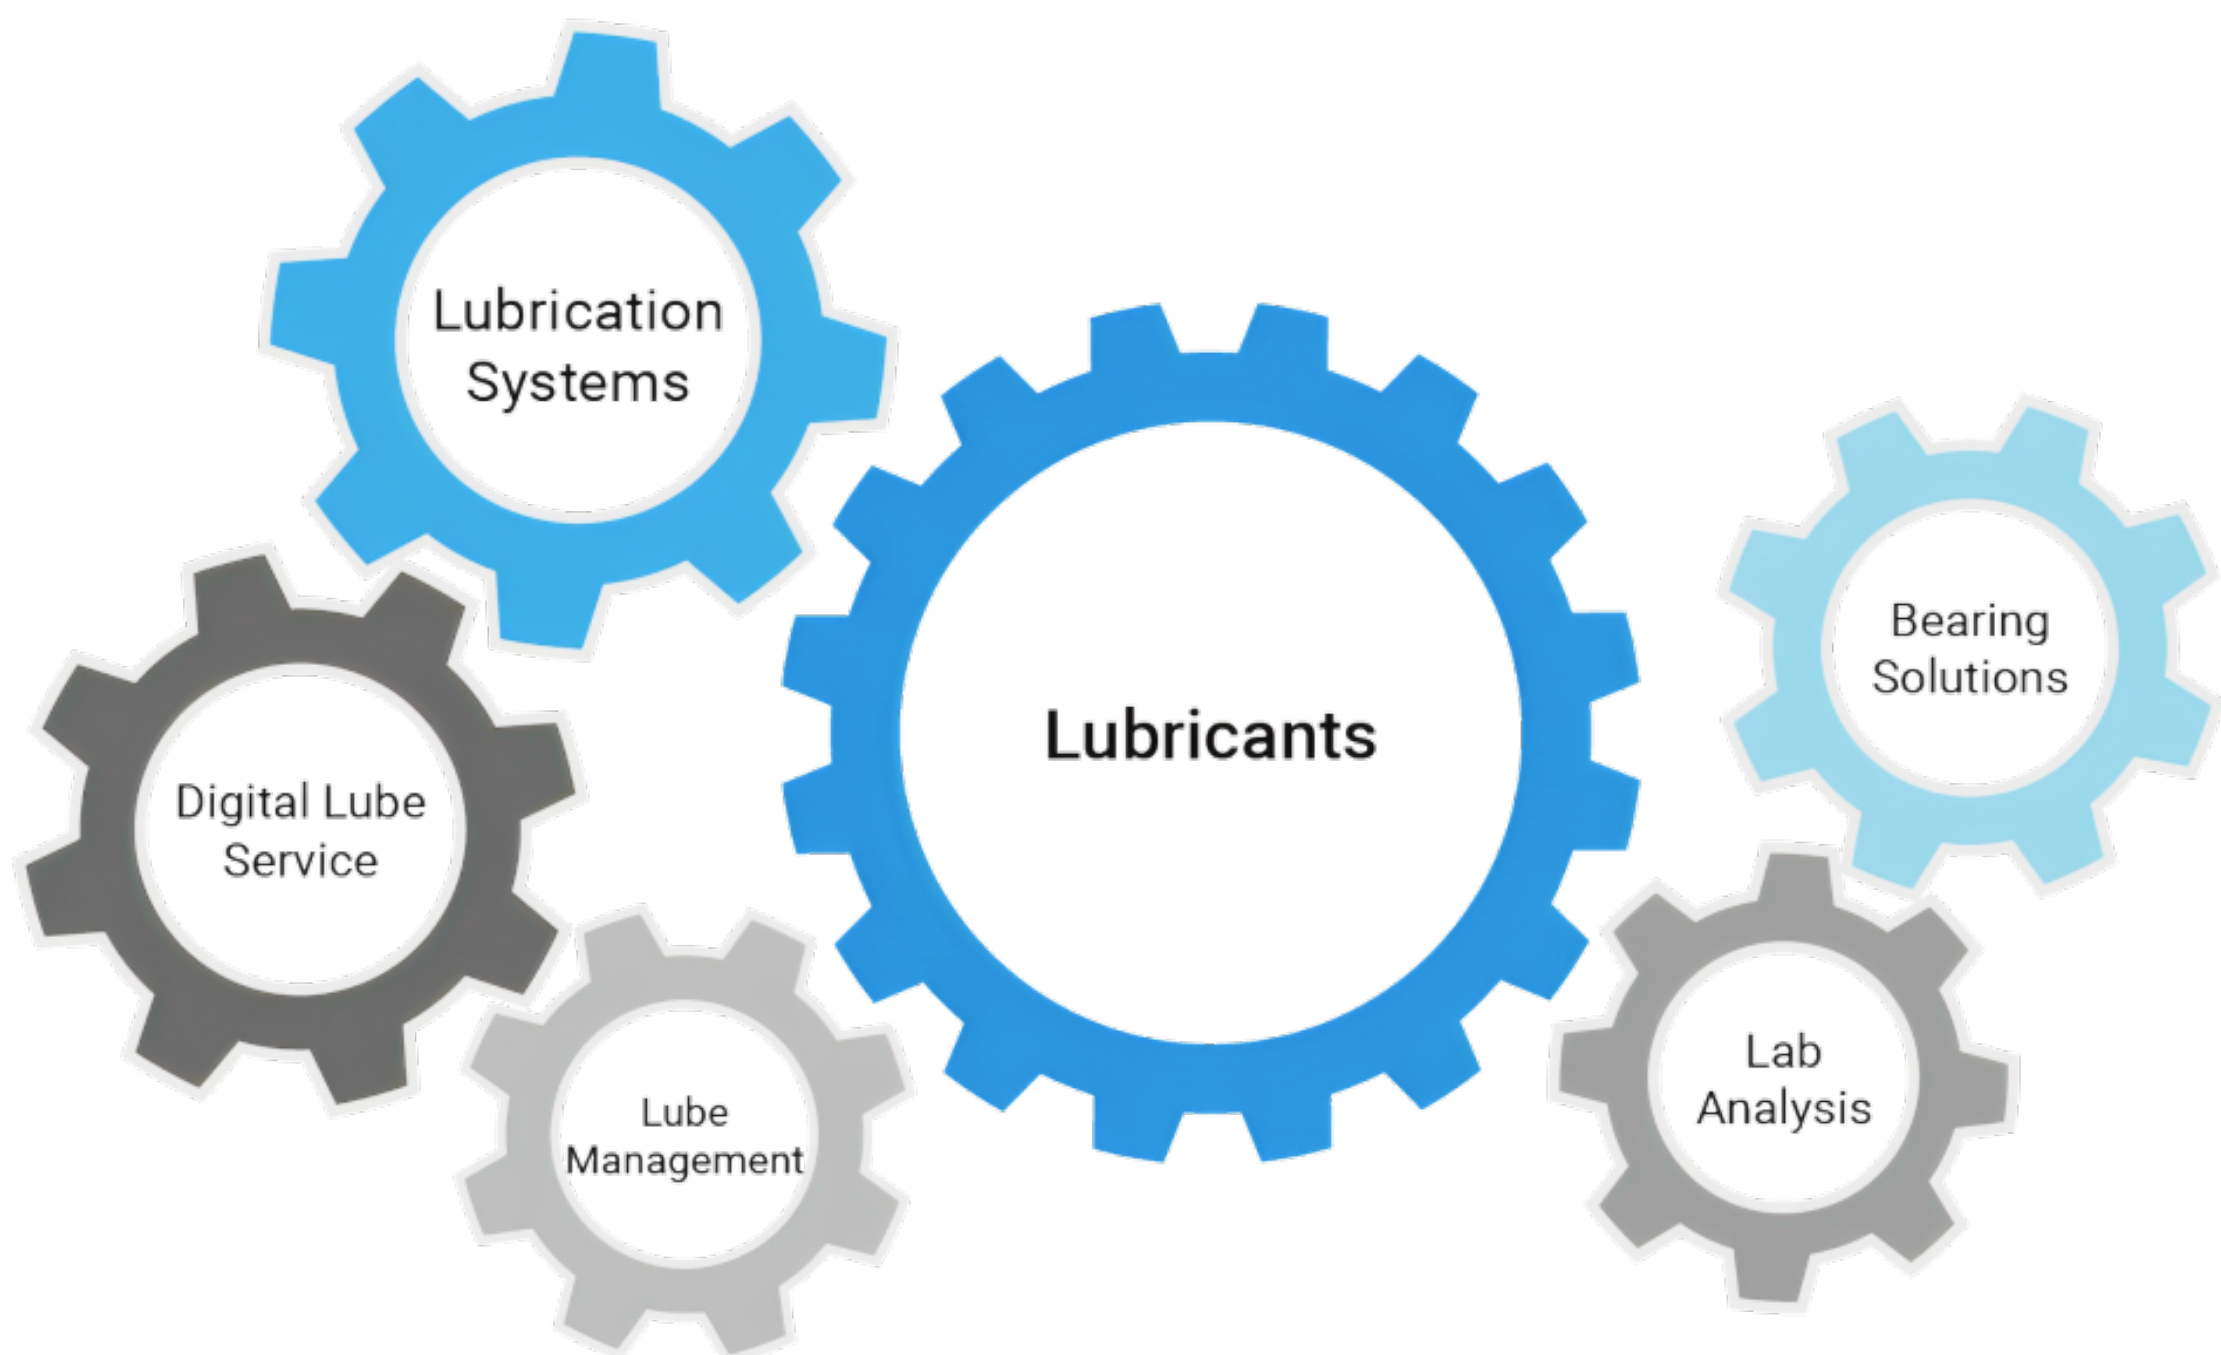 Lubrication
Systems
Digital Lube
Service
Lube
Management
Lubricants
Bearing
Solutions
Lab
Analysis